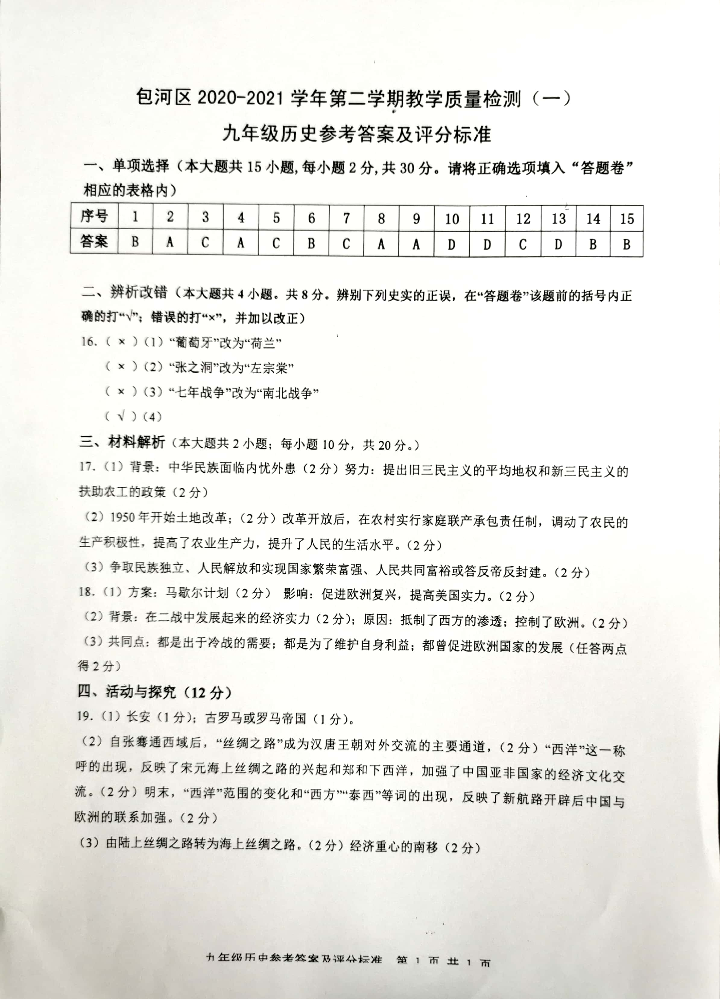 包河区 2020-2021 学年第二学期教学质量检测（一）
九年级历史参考答案及评分标准
一、单项选择（本大题共 15 小题,每小题 2 分,共 30 分。请将正确选项填入“答题卷”
相应的表格内）
序号 1 2 3 4 5 6 7 8 9 10 11 12 13 14 15
答案 B A C A C B C A A D D C D B B
二、辨析改错（本大题共 4 小题。共 8 分。辨别下列史实的正误，在“答题卷”该题前的括号内正
确的打“√”；错误的打“×”，并加以改正）
16.（ × ）（1）“葡萄牙”改为“荷兰”
（ × ）（2）“张之洞”改为“左宗棠”
（ × ）（3）“七年战争”改为“南北战争”
（ √ ）（4）
三、材料解析（本大题共 2 小题；每小题 10 分，共 20 分。）
17.（1）背景：中华民族面临内忧外患（2 分）努力：提出旧三民主义的平均地权和新三民主义的
扶助农工的政策（2 分）
（2）1950 年开始土地改革；（2 分）改革开放后，在农村实行家庭联产承包责任制，调动了农民的
生产积极性，提高了农业生产力，提升了人民的生活水平。（2 分）
（3）争取民族独立、人民解放和实现国家繁荣富强、人民共同富裕或答反帝反封建。（2 分）
18.（1）方案：马歇尔计划（2 分） 影响：促进欧洲复兴，提高美国实力。（2 分）
（2）背景：在二战中发展起来的经济实力（2 分）；原因：抵制了西方的渗透；控制了欧洲。（2 分）
（3）共同点：都是出于冷战的需要；都是为了维护自身利益；都曾促进欧洲国家的发展（任答两点
得 2 分）
四、活动与探究（12 分）
19.（1）长安（1 分）；古罗马或罗马帝国（1 分）。
（2）自张骞通西域后，“丝绸之路”成为汉唐王朝对外交流的主要通道，（2 分）“西洋”这一称
呼的出现，反映了宋元海上丝绸之路的兴起和郑和下西洋，加强了中国亚非国家的经济文化交
流。（2 分）明末，“西洋”范围的变化和“西方”“泰西”等词的出现，反映了新航路开辟后中国与
欧洲的联系加强。（2 分）
（3）由陆上丝绸之路转为海上丝绸之路。（2 分）经济重心的南移（2 分）
九年级历史参考答案及评分标准 第 1 页 共 1 页